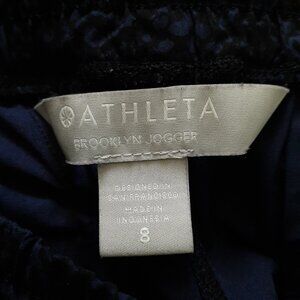 ATHLETA
BROOKLYN JOGGER
DESIGNED IN
SAN FRANCISCO
MADE IN
INDONESIA
8